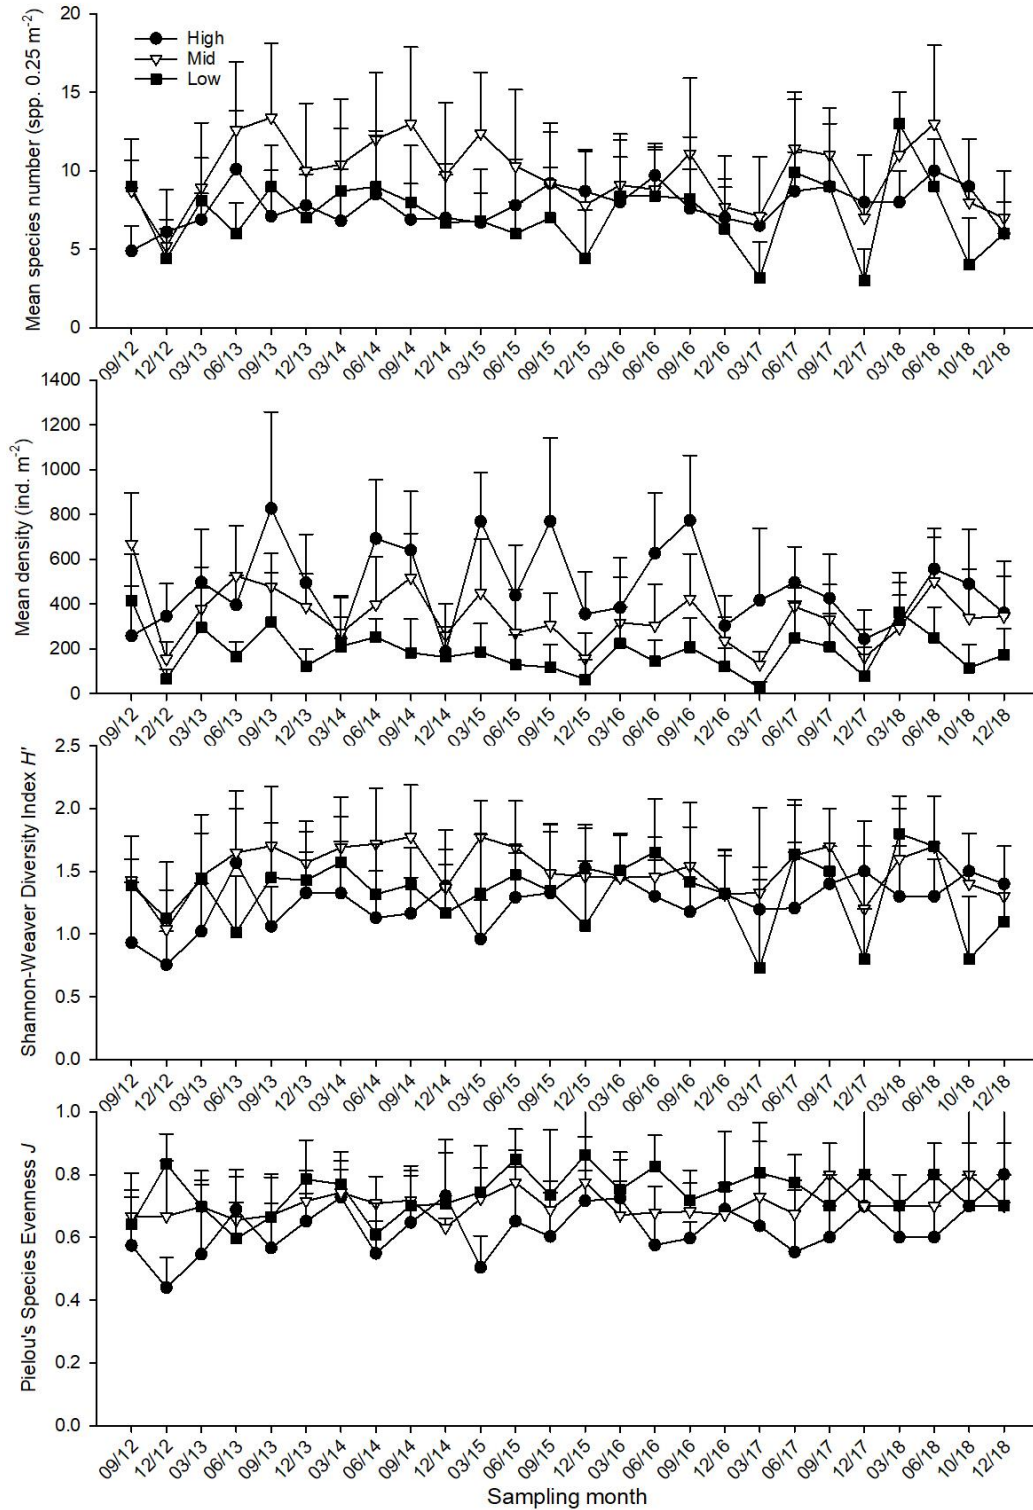 Mean species number (spp. 0.25 m⁻²)
20
15
10
5
0
High
Mid
Low
09/12 12/12 03/13 06/13 09/13 12/13 03/14 06/14 09/14 12/14 03/15 06/15 09/15 12/15 03/16 06/16 09/16 12/16 03/17 06/17 09/17 12/17 03/18 06/18 10/18 12/18
Mean density (ind. m⁻²)
1400
1200
1000
800
600
400
200
0
09/12 12/12 03/13 06/13 09/13 12/13 03/14 06/14 09/14 12/14 03/15 06/15 09/15 12/15 03/16 06/16 09/16 12/16 03/17 06/17 09/17 12/17 03/18 06/18 10/18 12/18
Shannon-Weaver Diversity Index H'
2.5
2.0
1.5
1.0
0.5
0.0
09/12 12/12 03/13 06/13 09/13 12/13 03/14 06/14 09/14 12/14 03/15 06/15 09/15 12/15 03/16 06/16 09/16 12/16 03/17 06/17 09/17 12/17 03/18 06/18 10/18 12/18
Pielou's Species Evenness J
1.0
0.8
0.6
0.4
0.2
0.0
09/12 12/12 03/13 06/13 09/13 12/13 03/14 06/14 09/14 12/14 03/15 06/15 09/15 12/15 03/16 06/16 09/16 12/16 03/17 06/17 09/17 12/17 03/18 06/18 10/18 12/18
Sampling month